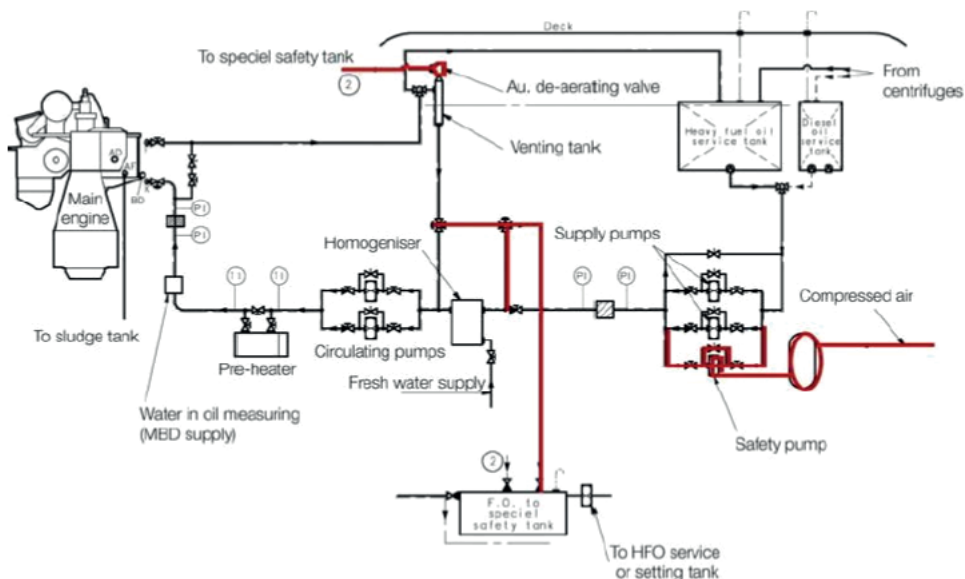 Deck
To speciel safety tank
2
Au. de-aerating valve
From
centrifuges
Venting tank
Heavy fuel oil
service tank
Diesel
oil
service
tank
AD
AF
BD
X
Main
engine
PI
PI
Homogeniser
Supply pumps
TI
TI
PI
PI
Compressed air
To sludge tank
Circulating pumps
Pre-heater
Fresh water supply
Water in oil measuring
(MBD supply)
Safety pump
2
F.O. to
speciel
safety tank
To HFO service
or setting tank